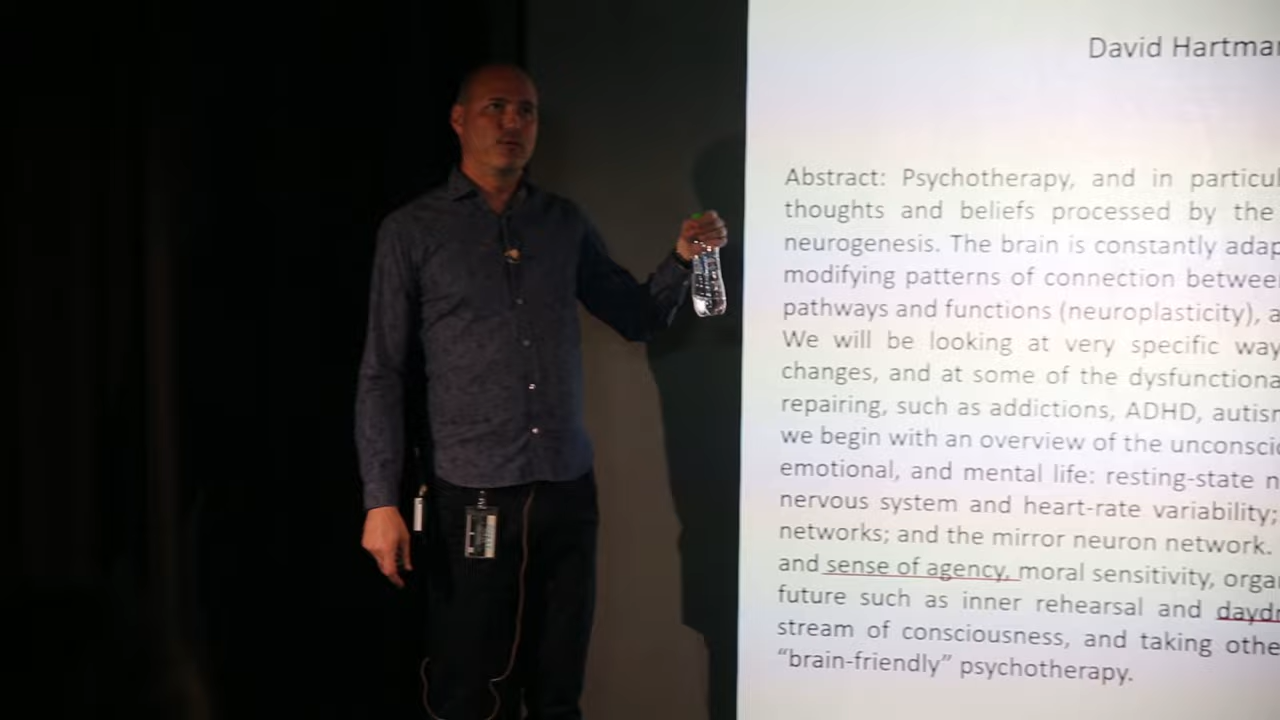 David Hartma
Abstract: Psychotherapy, and in particul
thoughts and beliefs processed by the
neurogenesis. The brain is constantly adap
modifying patterns of connection between
pathways and functions (neuroplasticity), a
We will be looking at very specific way
changes, and at some of the dysfunctiona
repairing, such as addictions, ADHD, autism
we begin with an overview of the unconsci
emotional, and mental life: resting-state n
nervous system and heart-rate variability;
networks; and the mirror neuron network.
and sense of agency, moral sensitivity, orga
future such as inner rehearsal and daydr
stream of consciousness, and taking othe
“brain-friendly” psychotherapy.